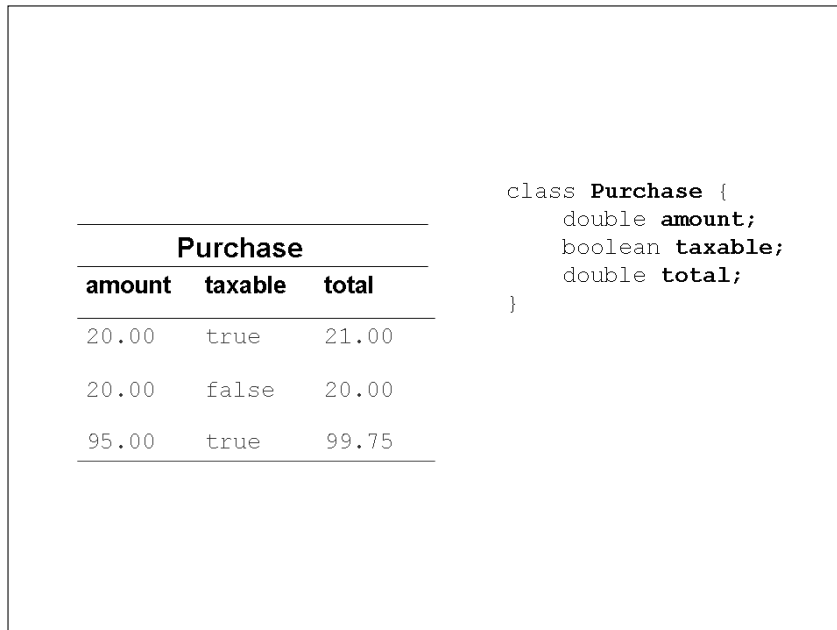 Purchase
amount taxable total
20.00 true 21.00
20.00 false 20.00
95.00 true 99.75
class Purchase {
double amount;
boolean taxable;
double total;
}